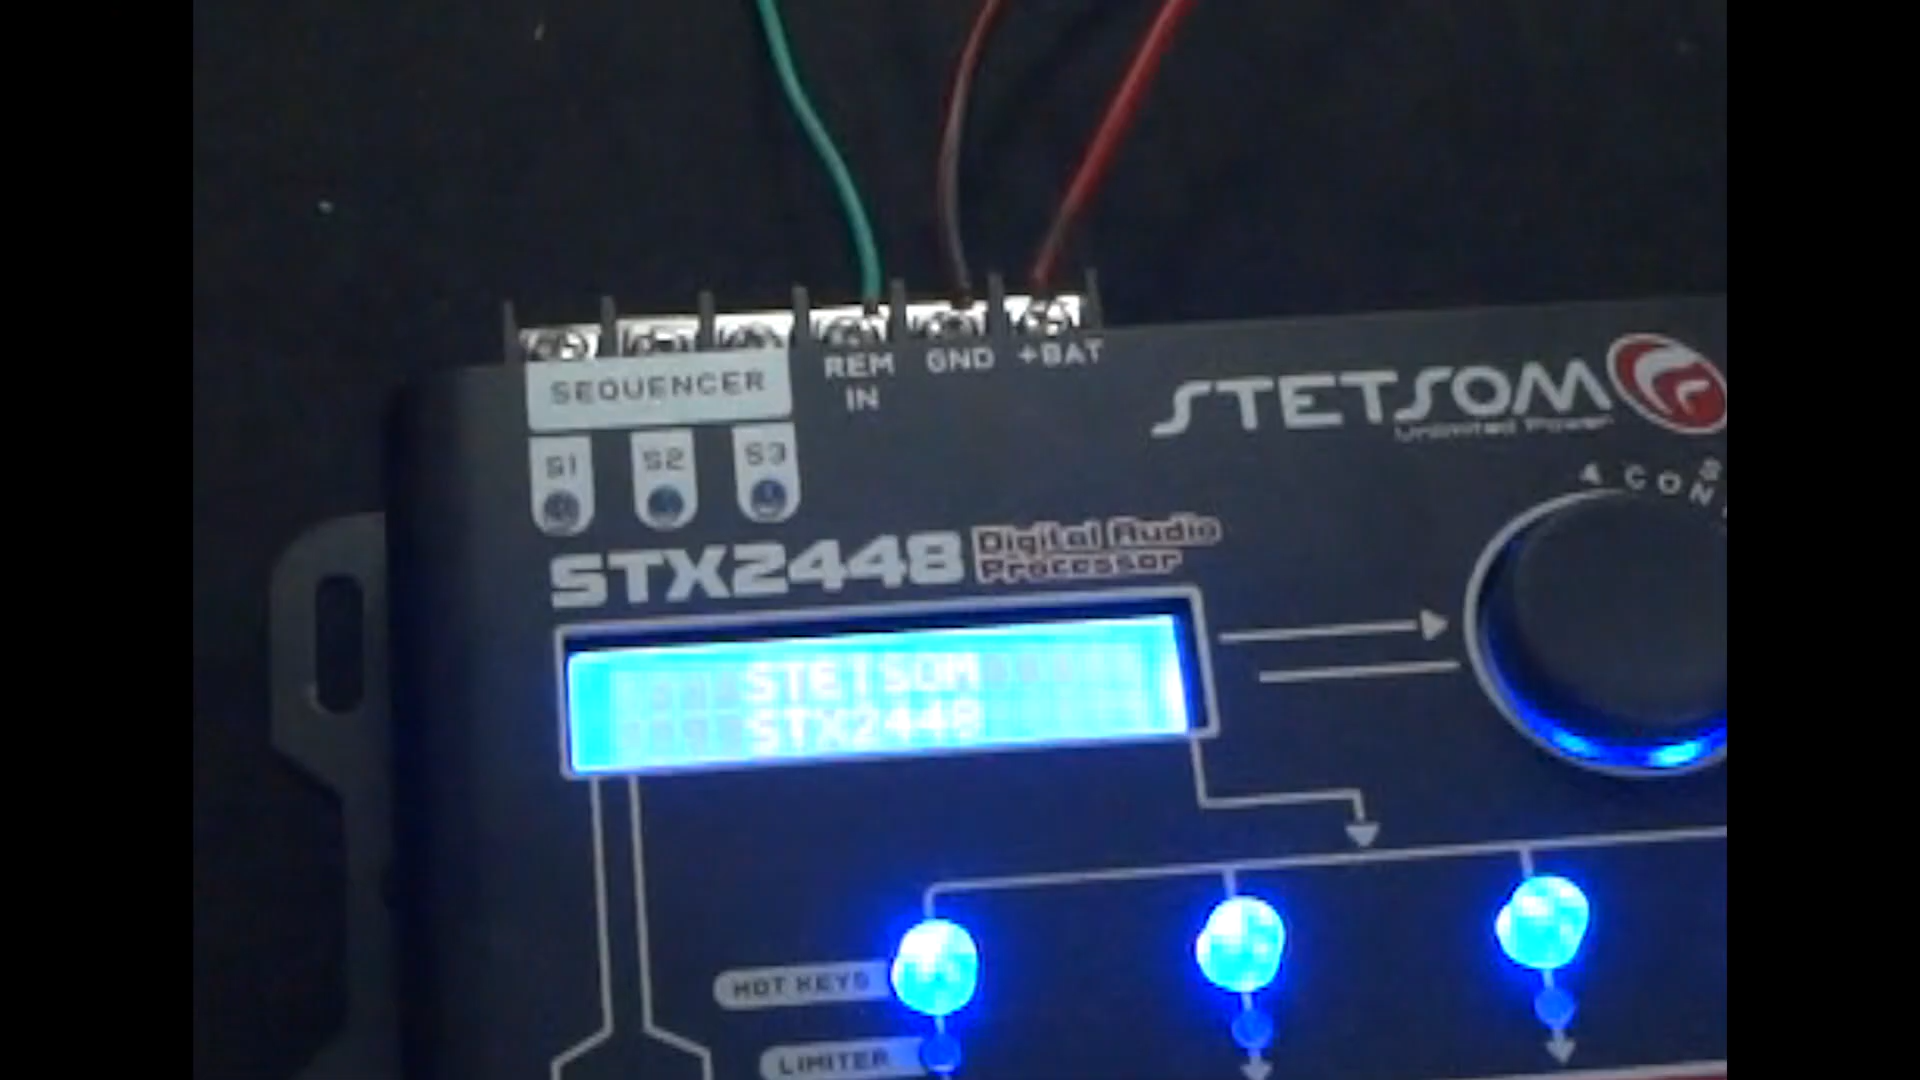 SEQUENCER
REM IN
GND
+BAT
S1
S2
S3
STETSOM
Unlimited Power
STX2448
Digital Audio
Processor
STETSOM
STX2448
HOT KEYS
LIMITER